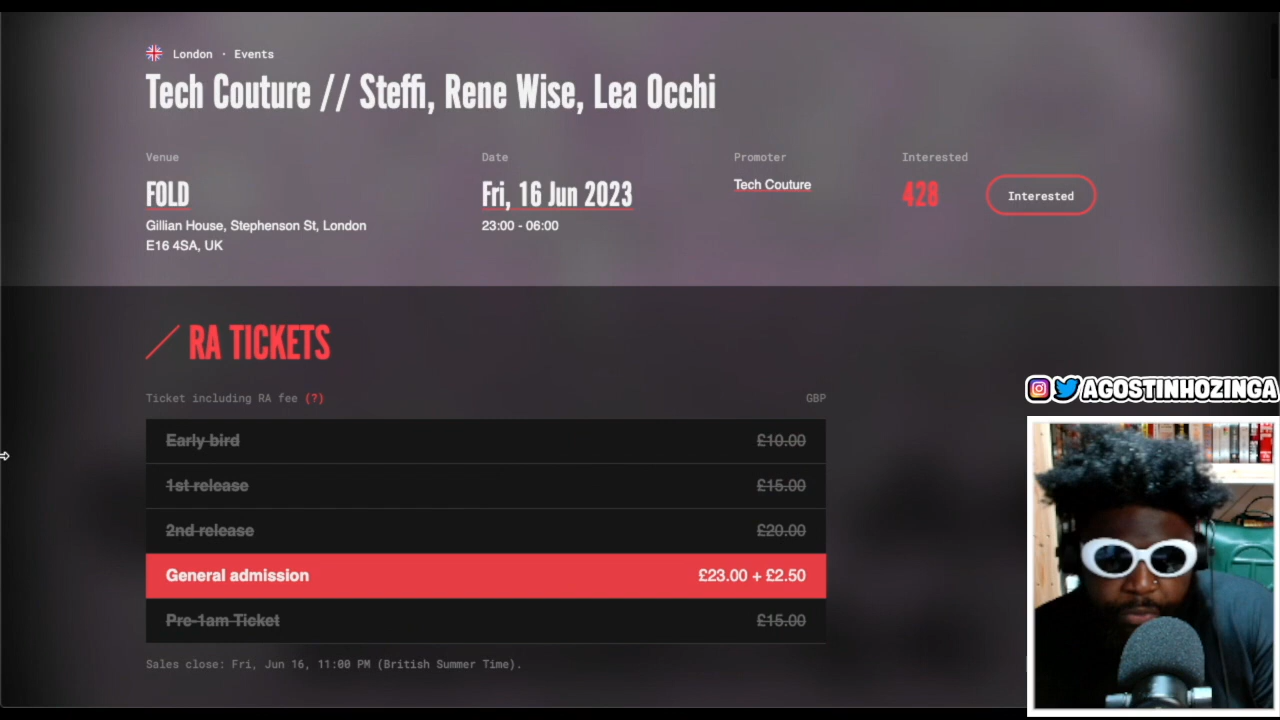 London · Events
Tech Couture // Steffi, Rene Wise, Lea Occhi
Venue
FOLD
Gillian House, Stephenson St, London
E16 4SA, UK
Date
Fri, 16 Jun 2023
23:00 - 06:00
Promoter
Tech Couture
Interested
428
Interested
RA TICKETS
Ticket including RA fee (?)
GBP
Early bird £10.00
1st release £15.00
2nd release £20.00
General admission £23.00 + £2.50
Pre-1am Ticket £15.00
Sales close: Fri, Jun 16, 11:00 PM (British Summer Time).
AGOSTINHOZINGA